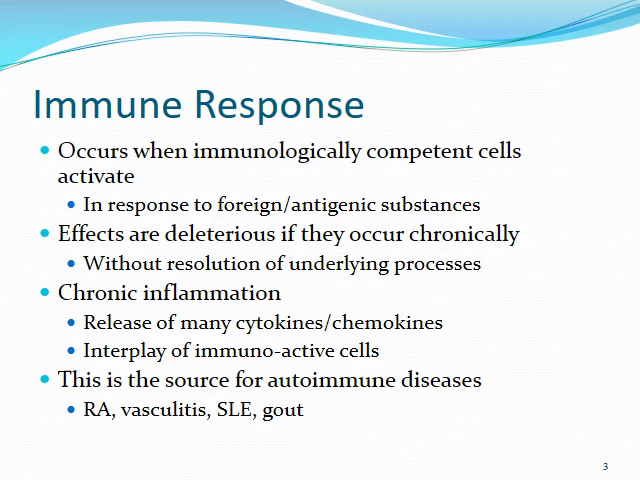 Immune Response
Occurs when immunologically competent cells
activate
In response to foreign/antigenic substances
Effects are deleterious if they occur chronically
Without resolution of underlying processes
Chronic inflammation
Release of many cytokines/chemokines
Interplay of immuno-active cells
This is the source for autoimmune diseases
RA, vasculitis, SLE, gout
3